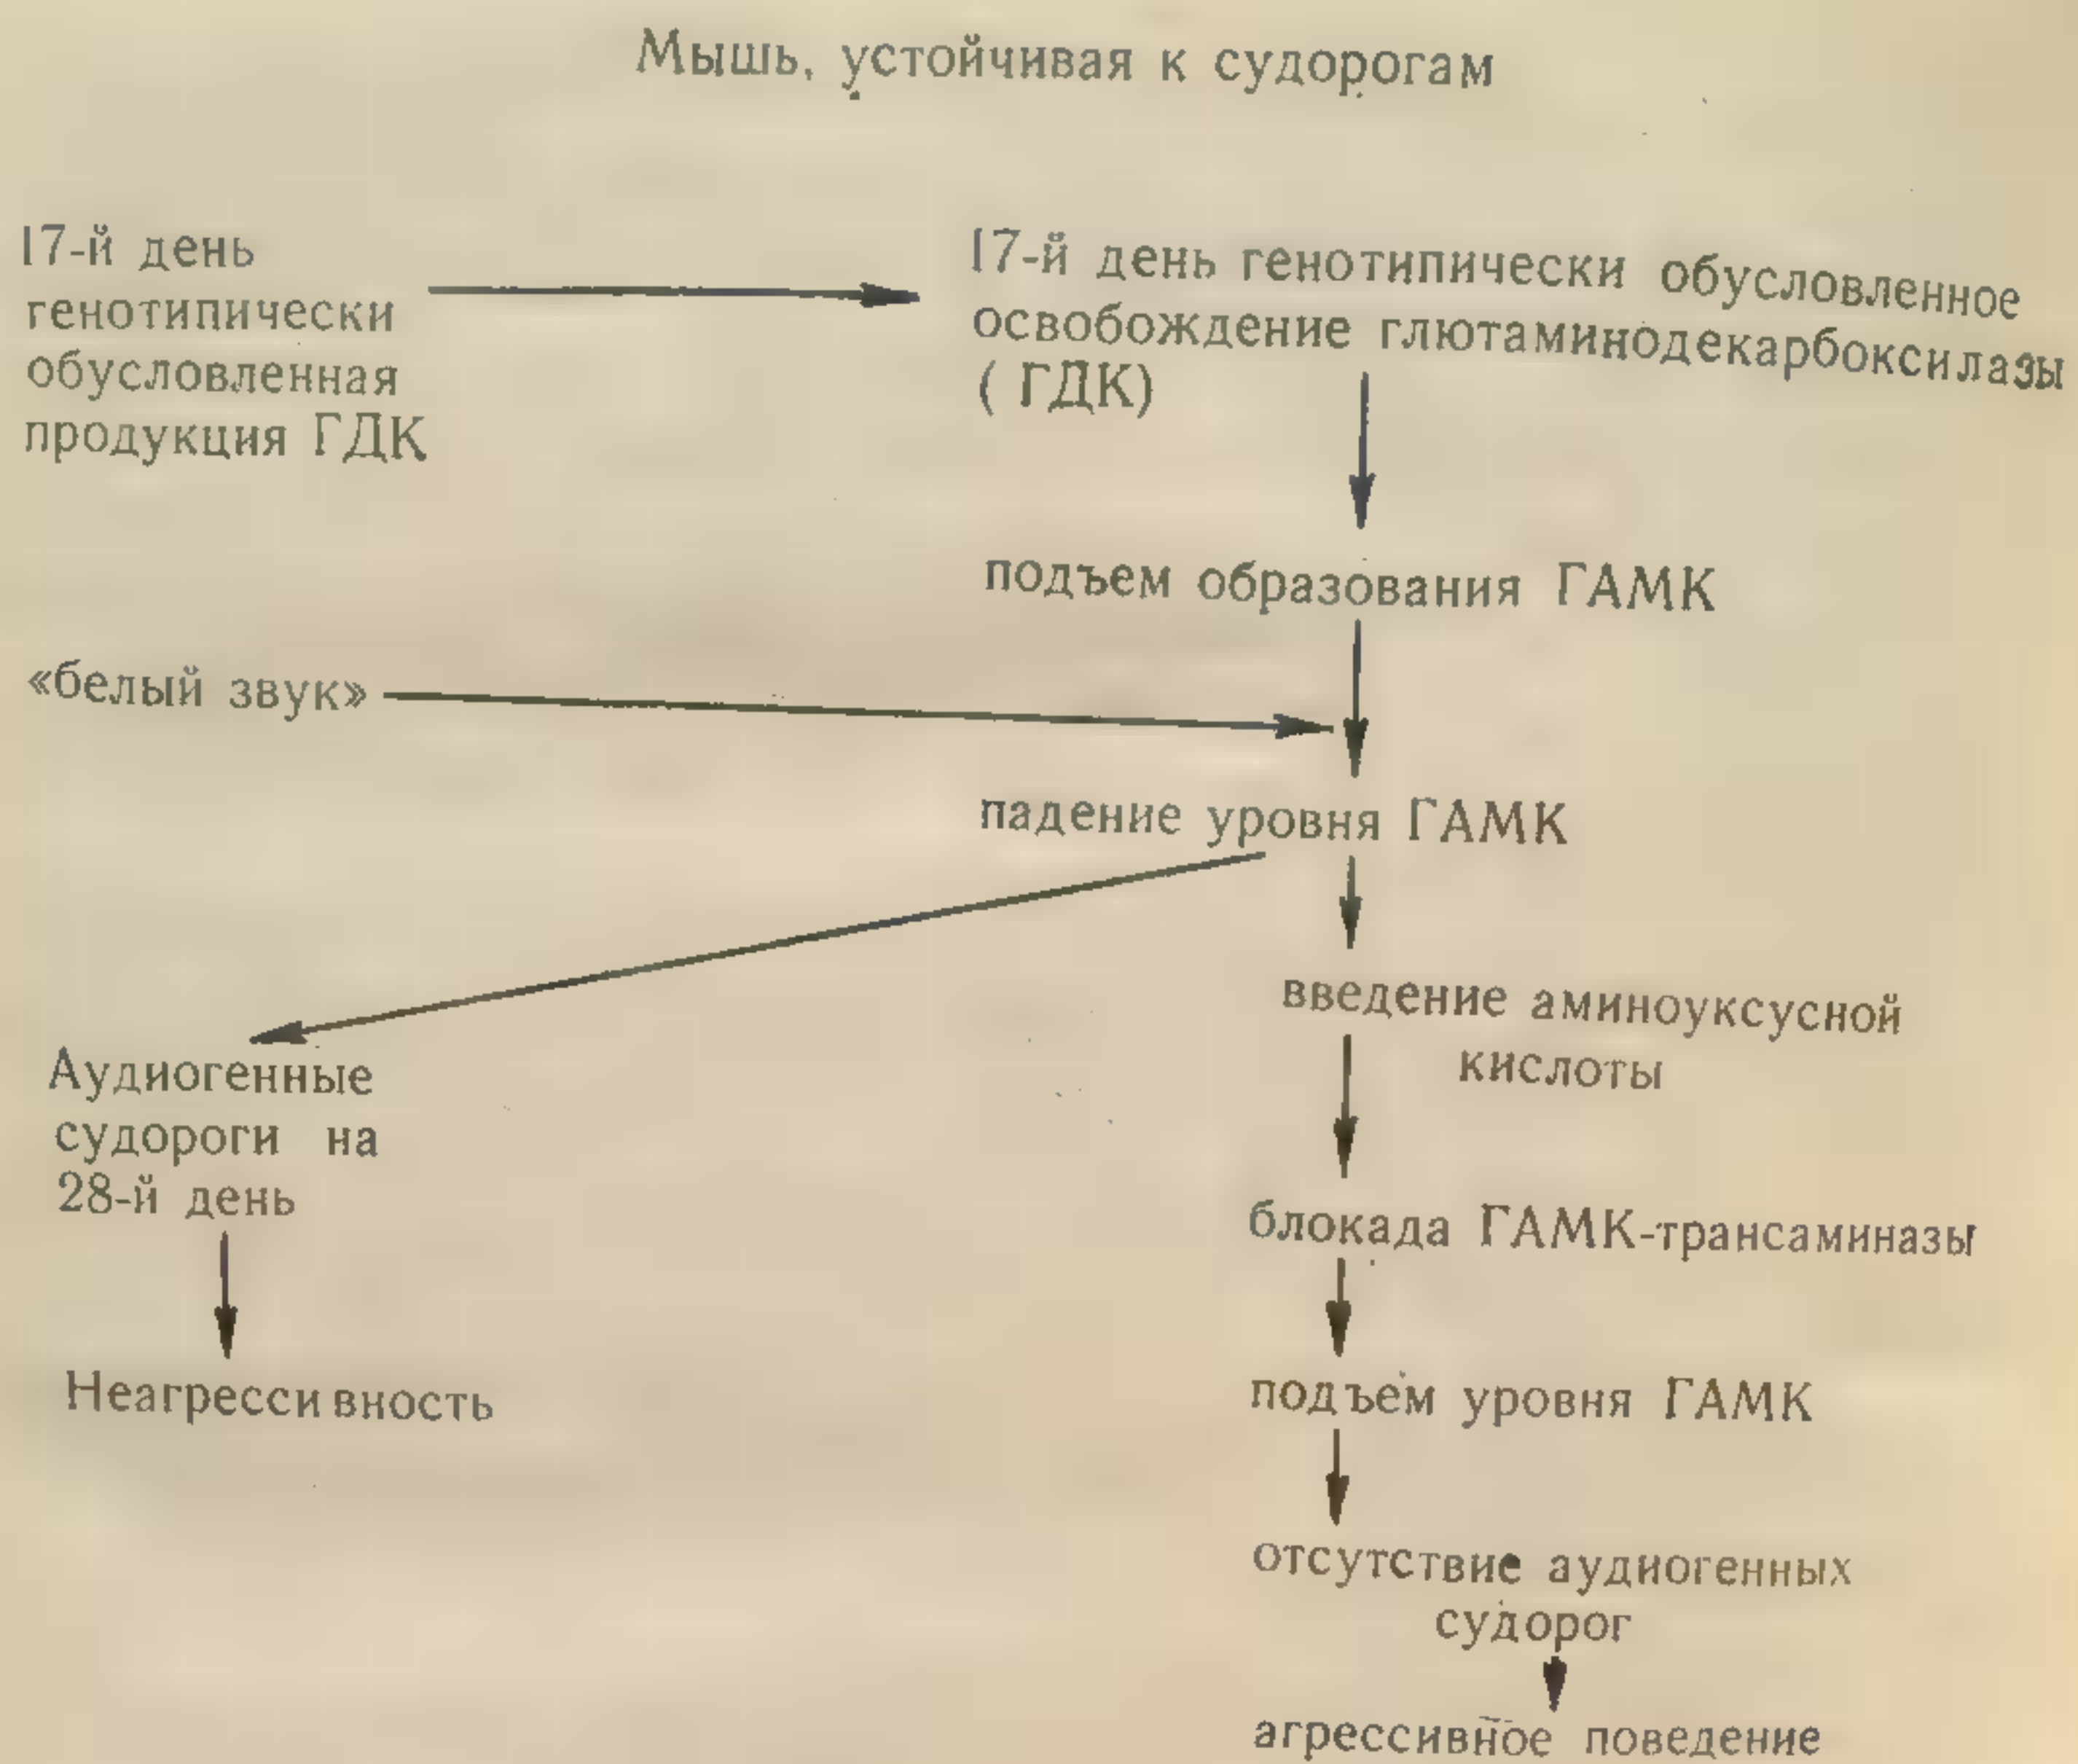 Мышь, устойчивая к судорогам
17-й день
генотипически
обусловленная
продукция ГДК
17-й день генотипически обусловленное
освобождение глютаминодекарбоксилазы
( ГДК)
подъем образования ГАМК
«белый звук»
падение уровня ГАМК
введение аминоуксусной
кислоты
Аудиогенные
судороги на
28-й день
блокада ГАМК-трансаминазы
Неагрессивность
подъем уровня ГАМК
отсутствие аудиогенных
судорог
агрессивное поведение